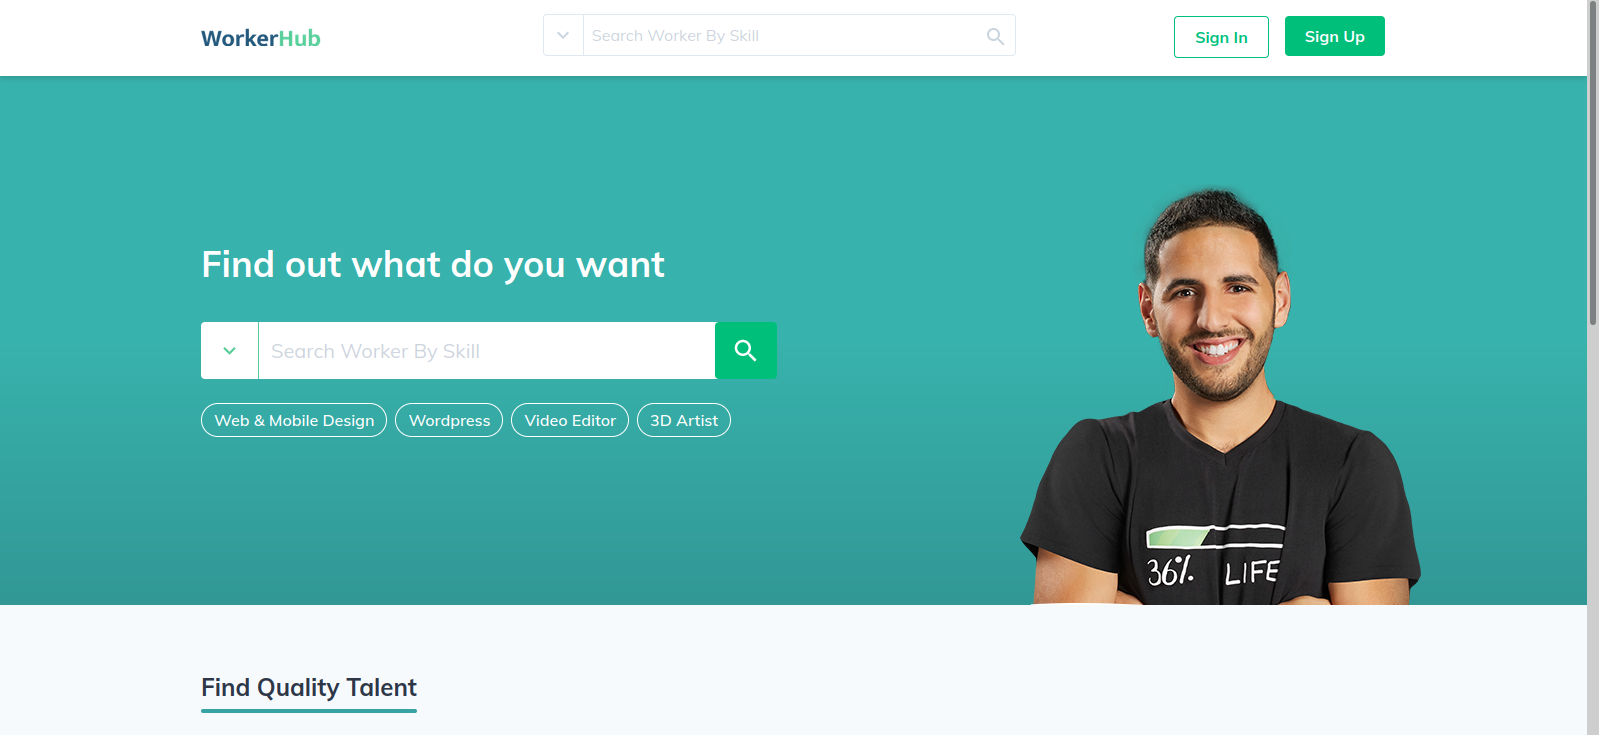 WorkerHub
Search Worker By Skill
Sign In
Sign Up
Find out what do you want
Search Worker By Skill
Web & Mobile Design
Wordpress
Video Editor
3D Artist
36% LIFE
Find Quality Talent